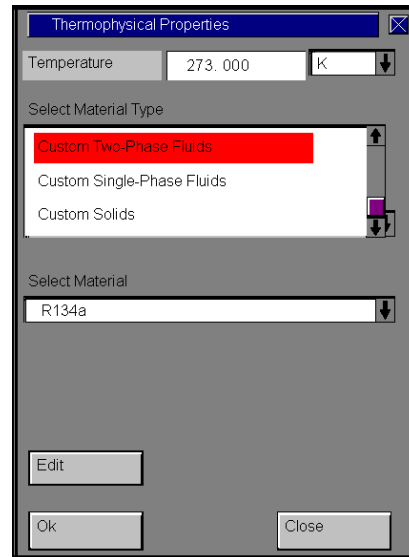 Thermophysical Properties
Temperature 273. 000 K
Select Material Type
Custom Two-Phase Fluids
Custom Single-Phase Fluids
Custom Solids
Select Material
R134a
Edit
Ok Close